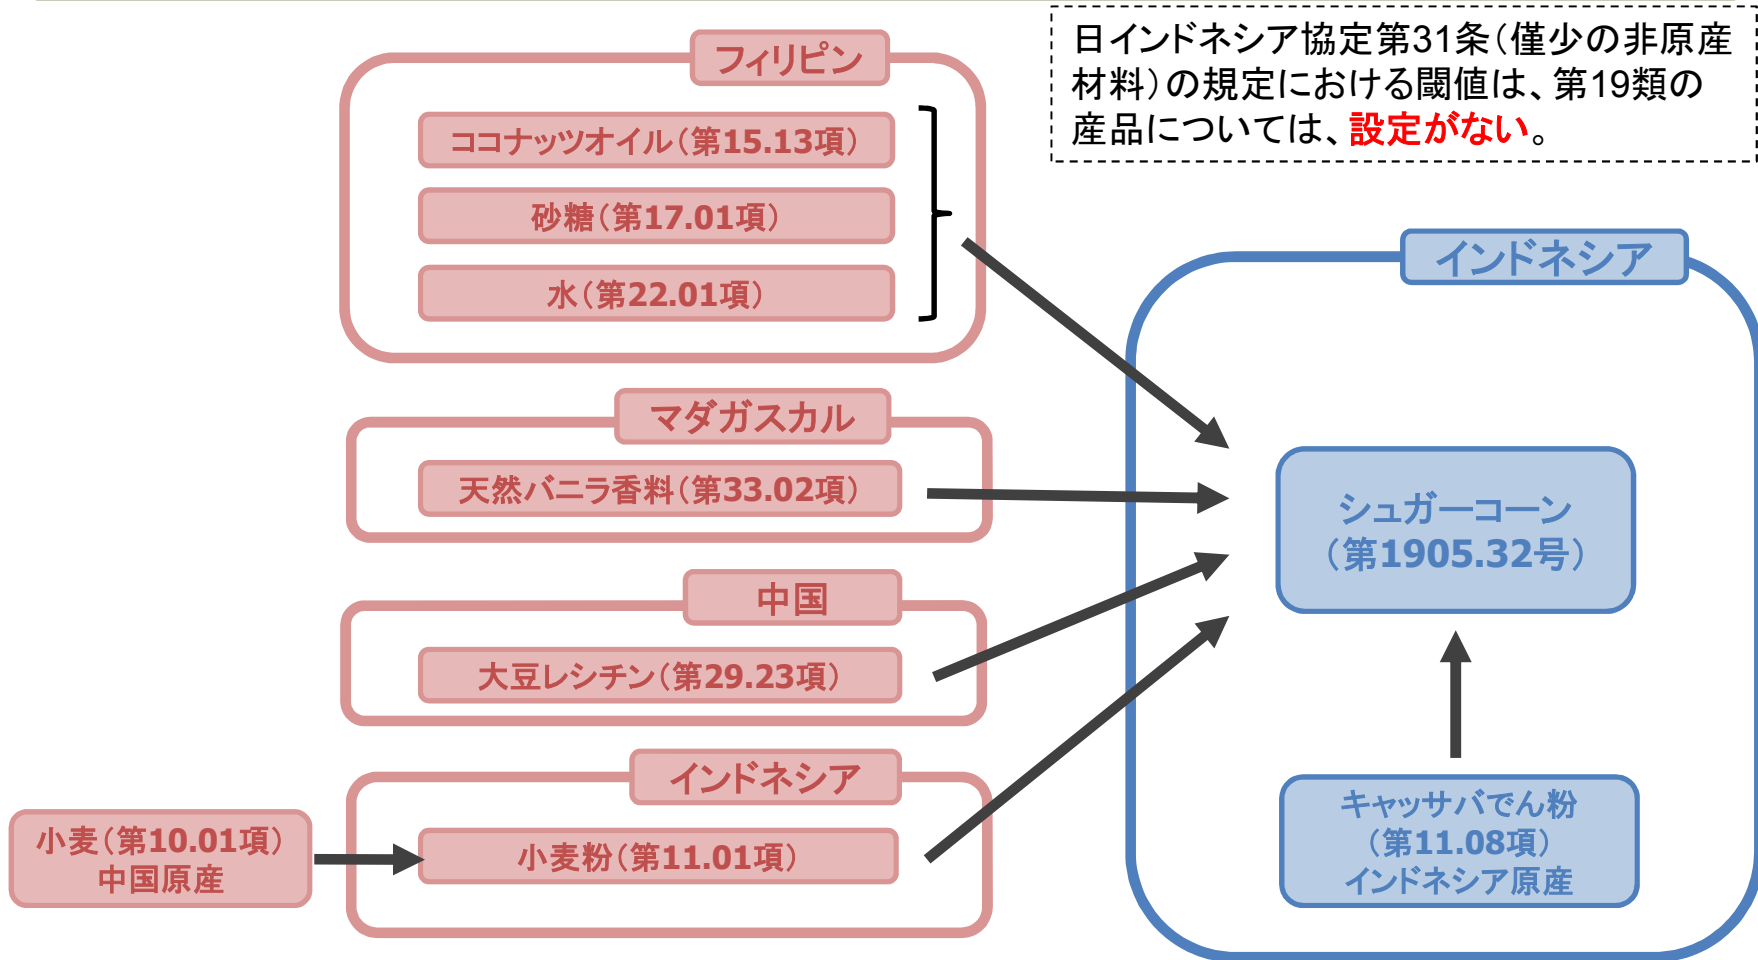 日インドネシア協定第31条（僅少の非原産
材料）の規定における閾値は、第19類の
産品については、設定がない。
フィリピン
ココナッツオイル（第15.13項）
砂糖（第17.01項）
水（第22.01項）
マダガスカル
天然バニラ香料（第33.02項）
中国
大豆レシチン（第29.23項）
インドネシア
小麦（第10.01項）
中国原産
小麦粉（第11.01項）
インドネシア
シュガーコーン
（第1905.32号）
キャッサバでん粉
（第11.08項）
インドネシア原産